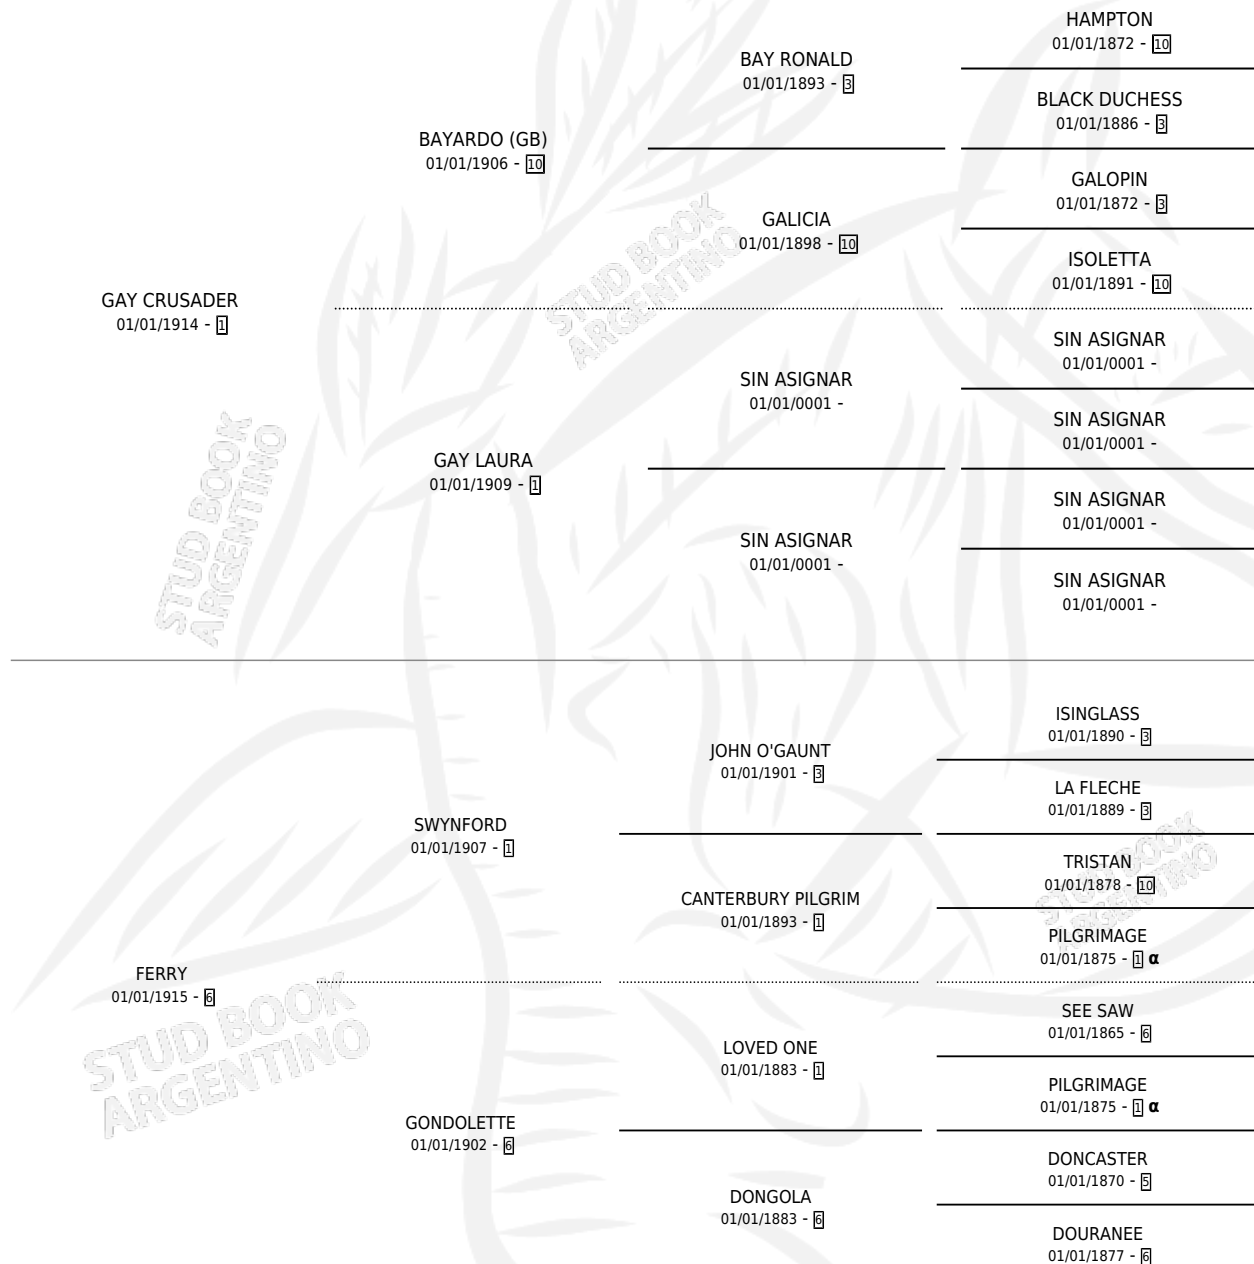 HAMPTON
01/01/1872 - 10
BAY RONALD
01/01/1893 - 3
BLACK DUCHESS
01/01/1886 - 3
BAYARDO (GB)
01/01/1906 - 10
GALOPIN
01/01/1872 - 3
GALICIA
01/01/1898 - 10
ISOLETTA
01/01/1891 - 10
GAY CRUSADER
01/01/1914 - 1
SIN ASIGNAR
01/01/0001 -
SIN ASIGNAR
01/01/0001 -
SIN ASIGNAR
01/01/0001 -
GAY LAURA
01/01/1909 - 1
SIN ASIGNAR
01/01/0001 -
SIN ASIGNAR
01/01/0001 -
SIN ASIGNAR
01/01/0001 -
STUD BOOK
ARGENTINO
STUD BOOK
ARGENTINO
ISINGLASS
01/01/1890 - 3
JOHN O'GAUNT
01/01/1901 - 3
LA FLECHE
01/01/1889 - 3
SWYNFORD
01/01/1907 - 1
TRISTAN
01/01/1878 - 10
CANTERBURY PILGRIM
01/01/1893 - 1
PILGRIMAGE
01/01/1875 - 1 α
FERRY
01/01/1915 - 6
SEE SAW
01/01/1865 - 6
LOVED ONE
01/01/1883 - 1
PILGRIMAGE
01/01/1875 - 1 α
GONDOLETTE
01/01/1902 - 6
DONCASTER
01/01/1870 - 5
DONGOLA
01/01/1883 - 6
DOURANEE
01/01/1877 - 6
STUD BOOK
ARGENTINO
STUD BOOK
ARGENTINO